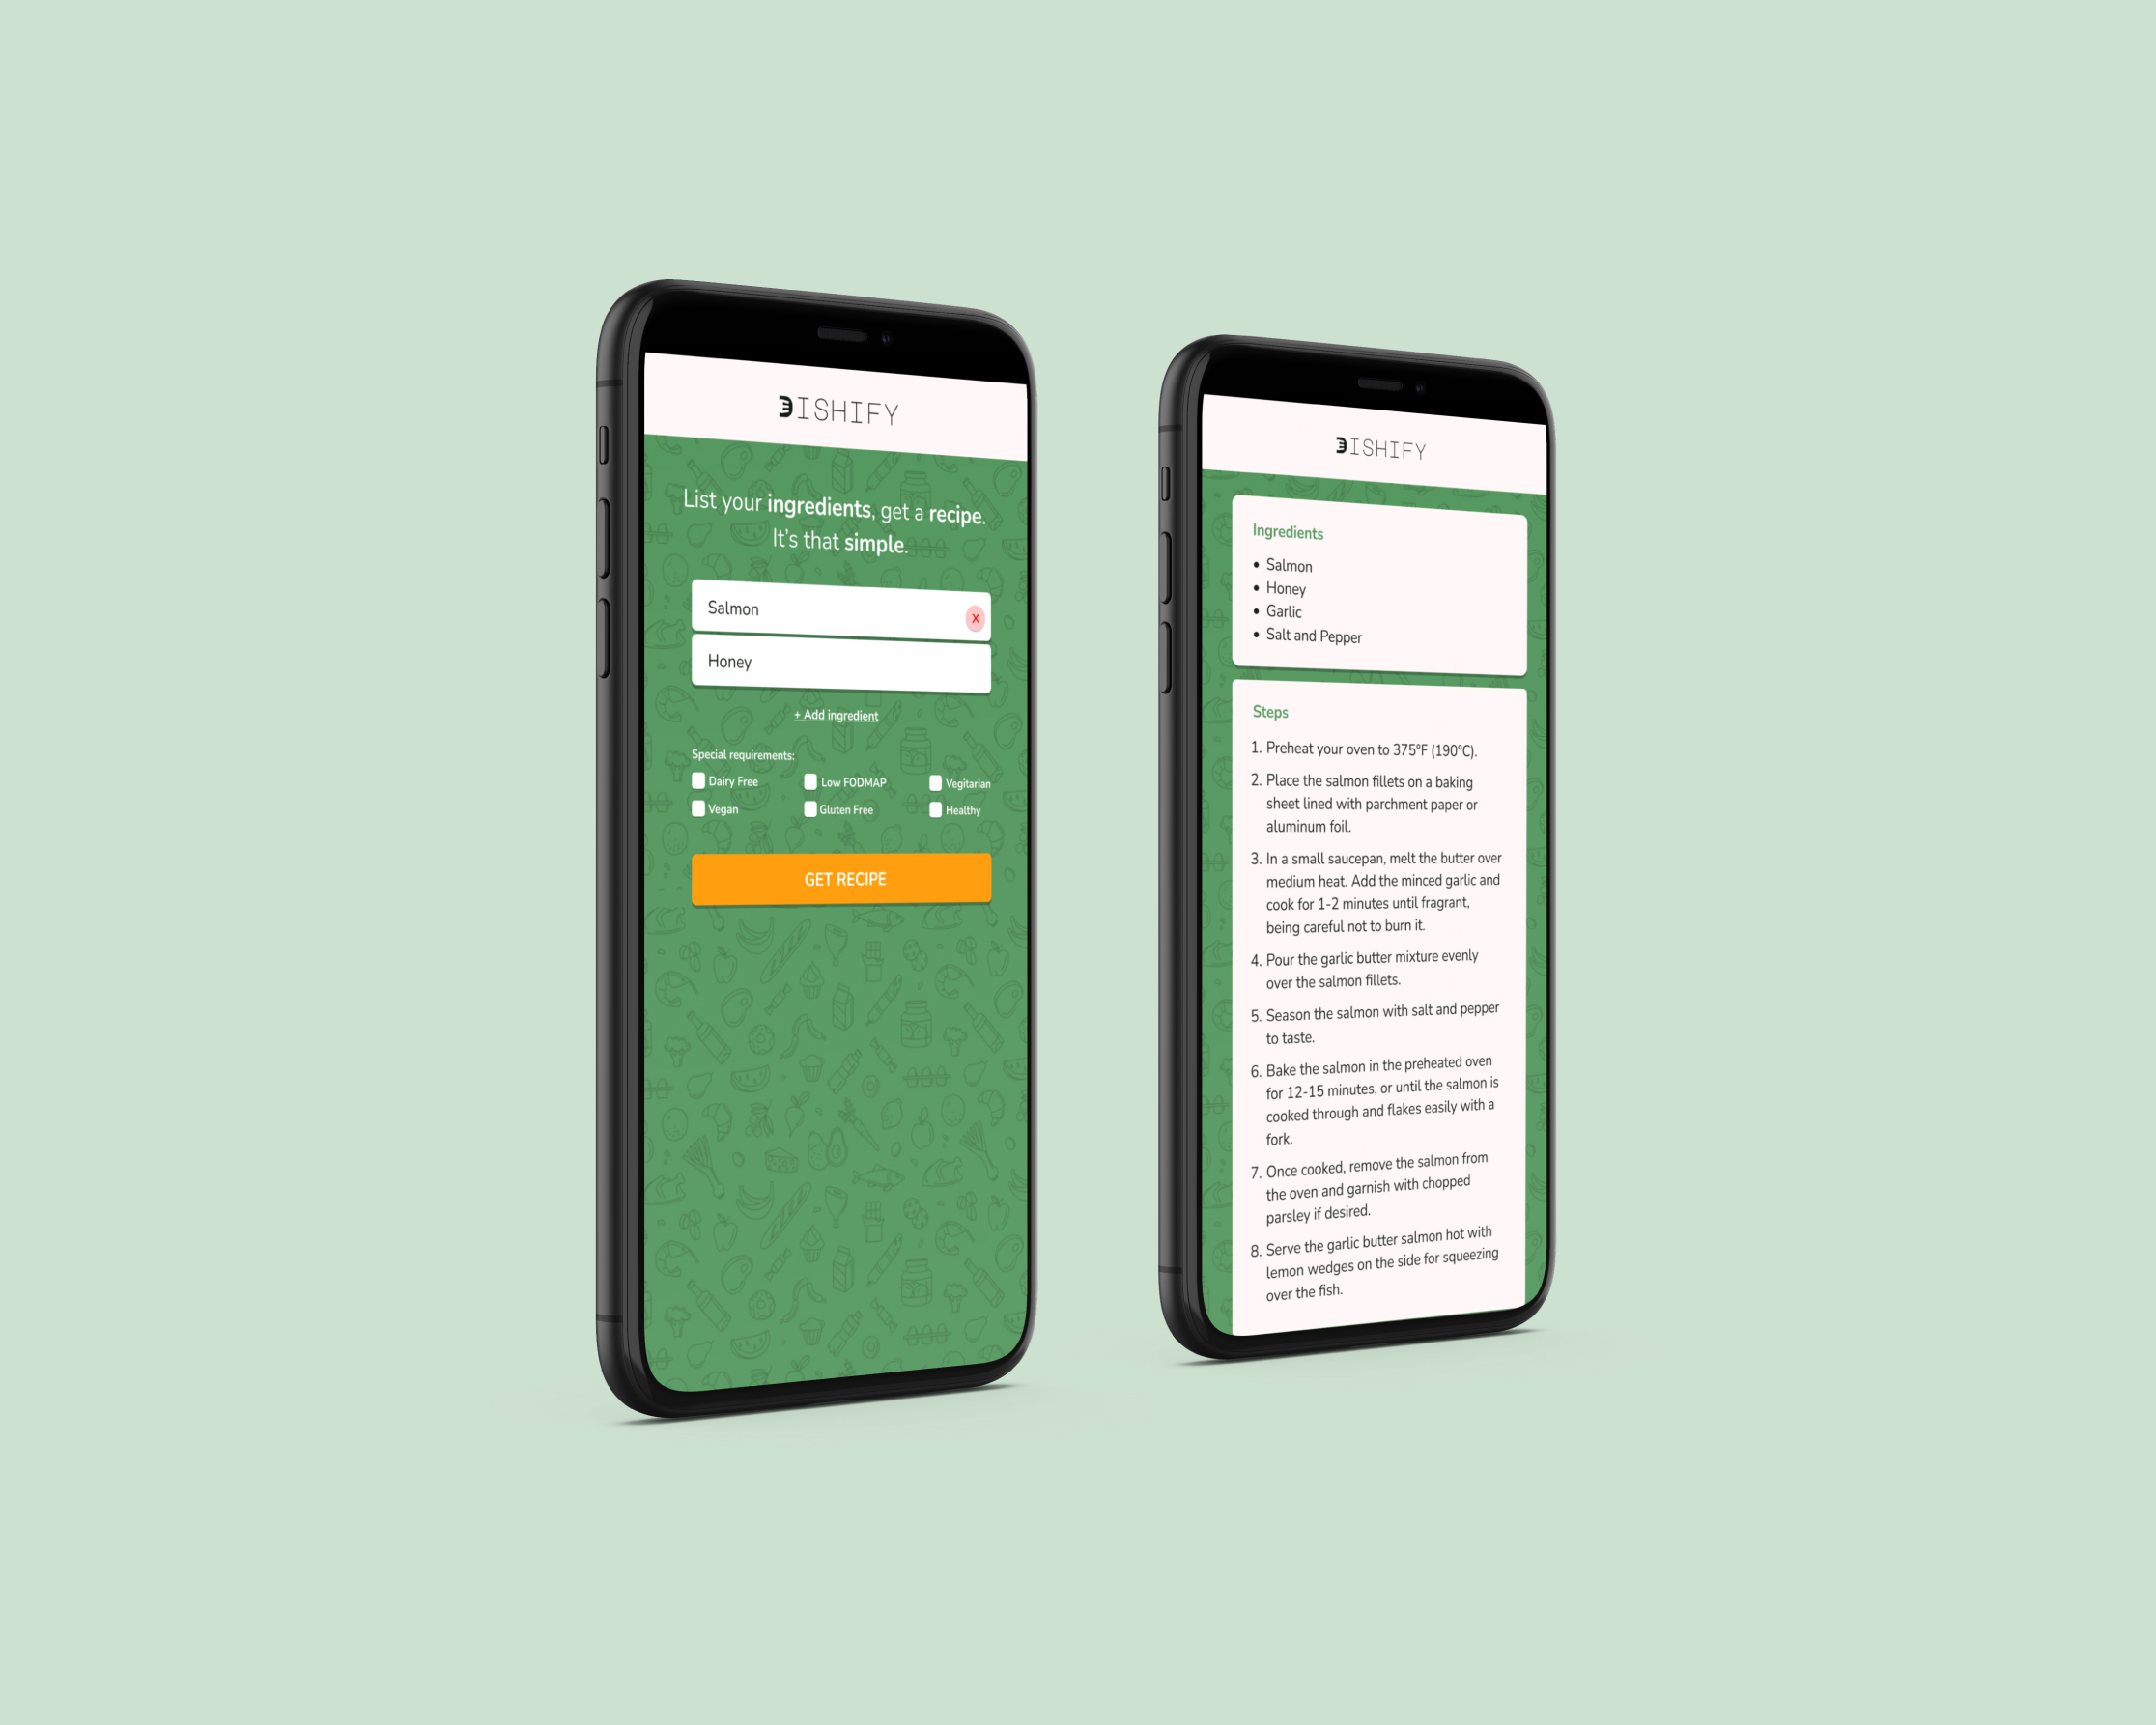 DISHIFY
List your ingredients, get a recipe.
It's that simple.
Salmon
X
Honey
+ Add ingredient
Special requirements:
Dairy Free
Low FODMAP
Vegitarian
Vegan
Gluten Free
Healthy
GET RECIPE
DISHIFY
Ingredients
• Salmon
• Honey
• Garlic
• Salt and Pepper
Steps
1. Preheat your oven to 375°F (190°C).
2. Place the salmon fillets on a baking
sheet lined with parchment paper or
aluminum foil.
3. In a small saucepan, melt the butter over
medium heat. Add the minced garlic and
cook for 1-2 minutes until fragrant,
being careful not to burn it.
4. Pour the garlic butter mixture evenly
over the salmon fillets.
5. Season the salmon with salt and pepper
to taste.
6. Bake the salmon in the preheated oven
for 12-15 minutes, or until the salmon is
cooked through and flakes easily with a
fork.
7. Once cooked, remove the salmon from
the oven and garnish with chopped
parsley if desired.
8. Serve the garlic butter salmon hot with
lemon wedges on the side for squeezing
over the fish.